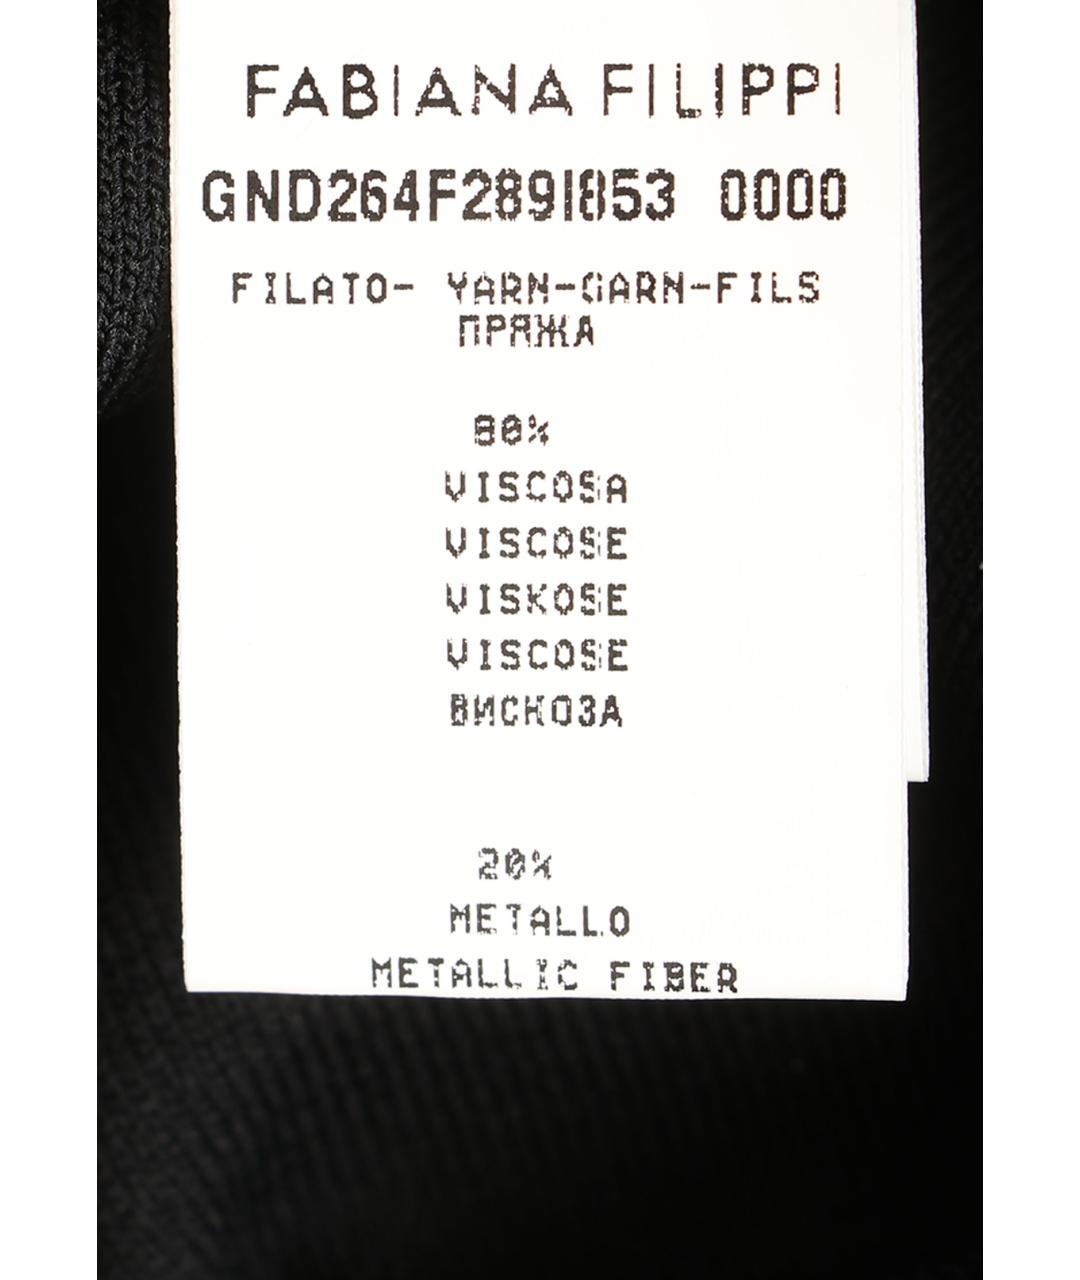 FABIANA FILIPPI
GND264F289I853 0000
FILATO- YARN-GARN-FILS
ПРЯЖА
80%
VISCOSA
VISCOSE
VISKOSE
VISCOSE
ВИСКОЗА
20%
METALLO
METALLIC FIBER